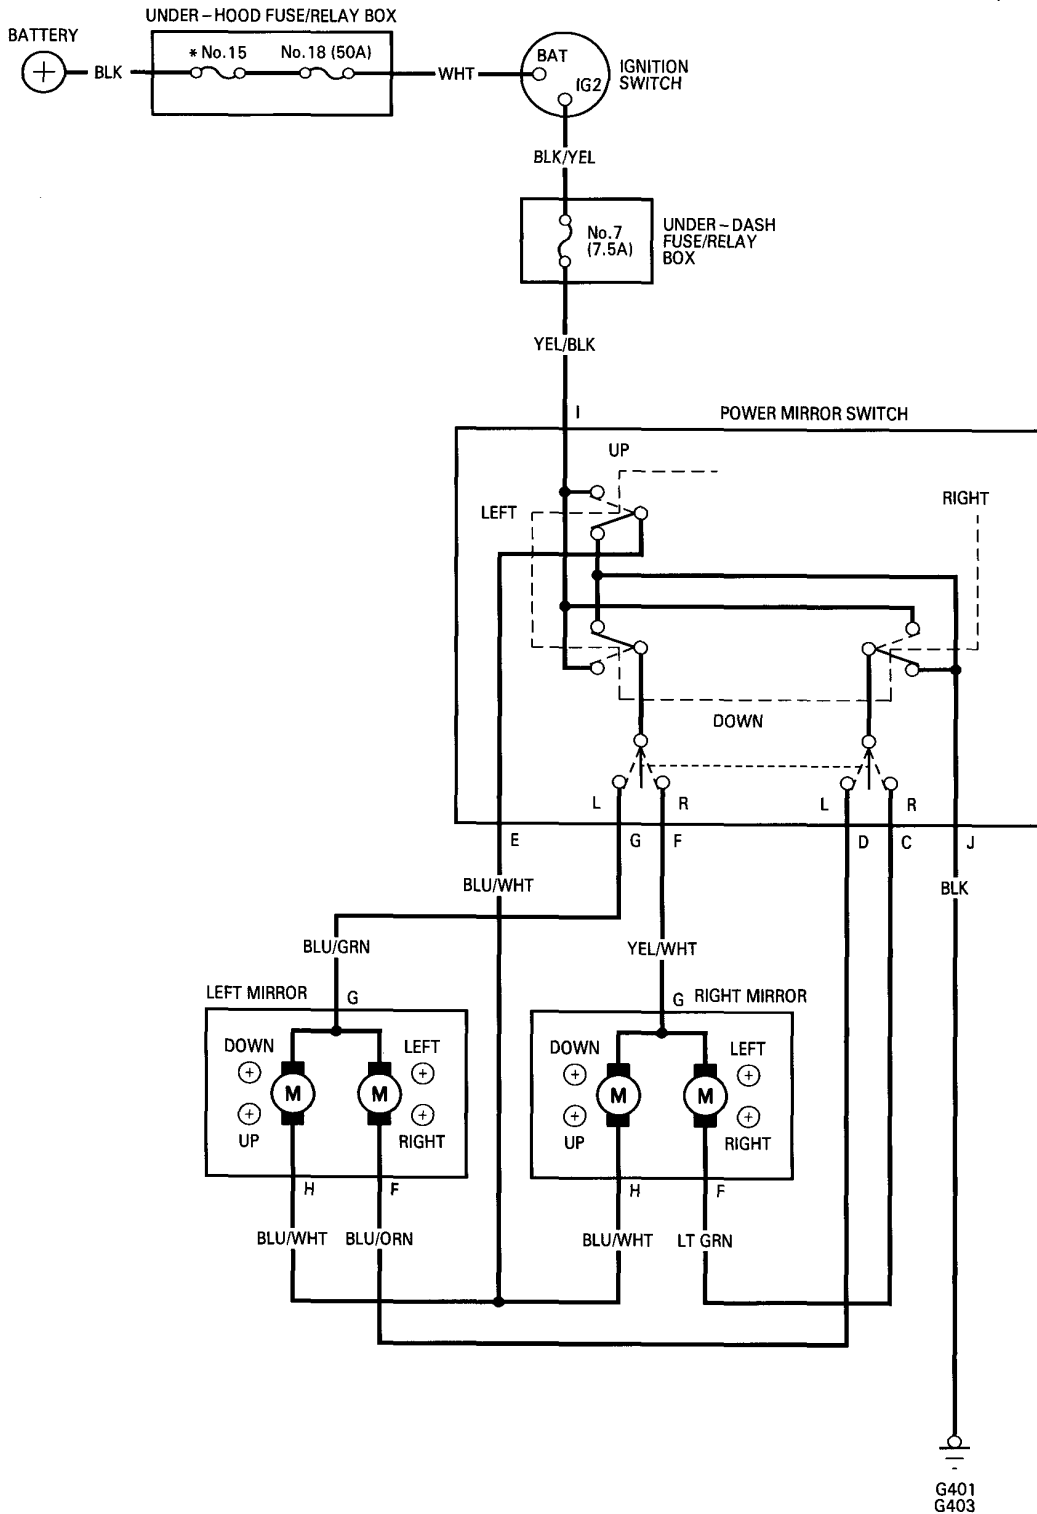 UNDER-HOOD FUSE/RELAY BOX
BATTERY
+
BLK
* No.15
No.18 (50A)
WHT
BAT
IG2
IGNITION
SWITCH
BLK/YEL
No.7
(7.5A)
UNDER-DASH
FUSE/RELAY
BOX
YEL/BLK
I
POWER MIRROR SWITCH
UP
LEFT
RIGHT
DOWN
L
R
L
R
E
G
F
D
C
J
BLU/WHT
BLK
BLU/GRN
YEL/WHT
LEFT MIRROR
G
G
RIGHT MIRROR
DOWN
LEFT
+
+
M
M
+
+
UP
RIGHT
DOWN
LEFT
+
+
M
M
+
+
UP
RIGHT
H
F
H
F
BLU/WHT
BLU/ORN
BLU/WHT
LT GRN
G401
G403